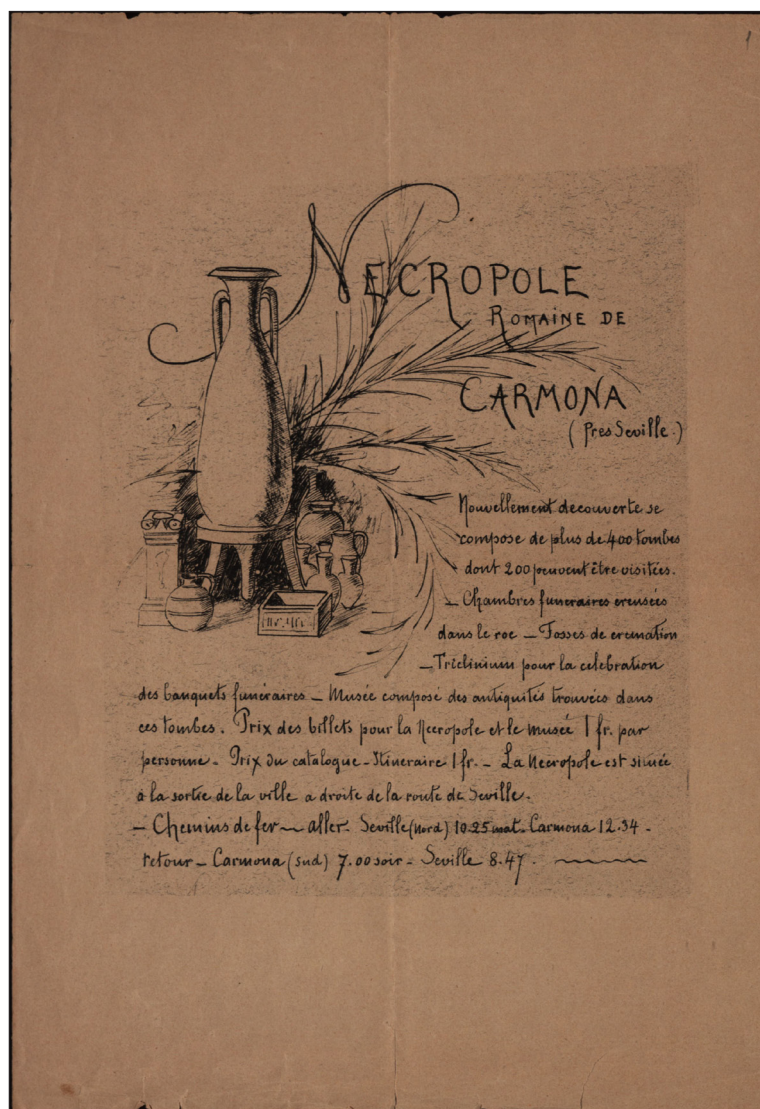 1
NECROPOLE
ROMAINE DE
CARMONA
(Pres Seville.)
Nouvellement decouverte se
compose de plus de 400 tombes
dont 200 peuvent être visitées.
— Chambres funeraires creusées
dans le roc — Fosses de cremation
— Triclinium pour la celebration
des banquets funéraires — Musée composé des antiquités trouvées dans
ces tombes. Prix des billets pour la Necropole et le musée 1 fr. par
personne. Prix du catalogue-Itineraire 1 fr. — La Necropole est située
a la sortie de la ville a droite de la route de Seville.
— Chemins de fer — aller. Seville (nord) 10.25 mat. Carmona 12.34 -
retour — Carmona (sud) 7.00 soir - Seville 8.47.